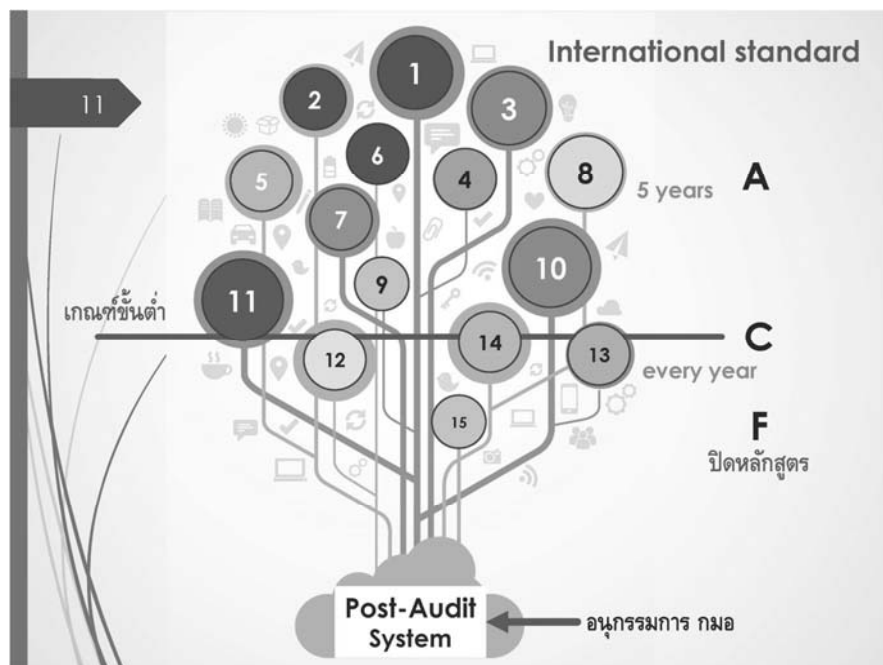 International standard
11
1
2
3
6
5
4
8
5 years
A
7
9
10
11
เกณฑ์ขั้นต่ำ
C
12
14
13
every year
15
F
ปิดหลักสูตร
Post-Audit
System
อนุกรรมการ กมอ